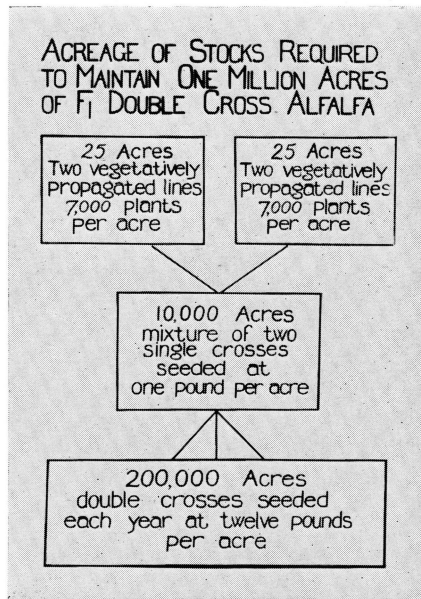 ACREAGE OF STOCKS REQUIRED
TO MAINTAIN ONE MILLION ACRES
OF F₁ DOUBLE CROSS ALFALFA
25 Acres
Two vegetatively
propagated lines
7,000 plants
per acre
25 Acres
Two vegetatively
propagated lines
7,000 plants
per acre
10,000 Acres
mixture of two
single crosses
seeded at
one pound per acre
200,000 Acres
double crosses seeded
each year at twelve pounds
per acre